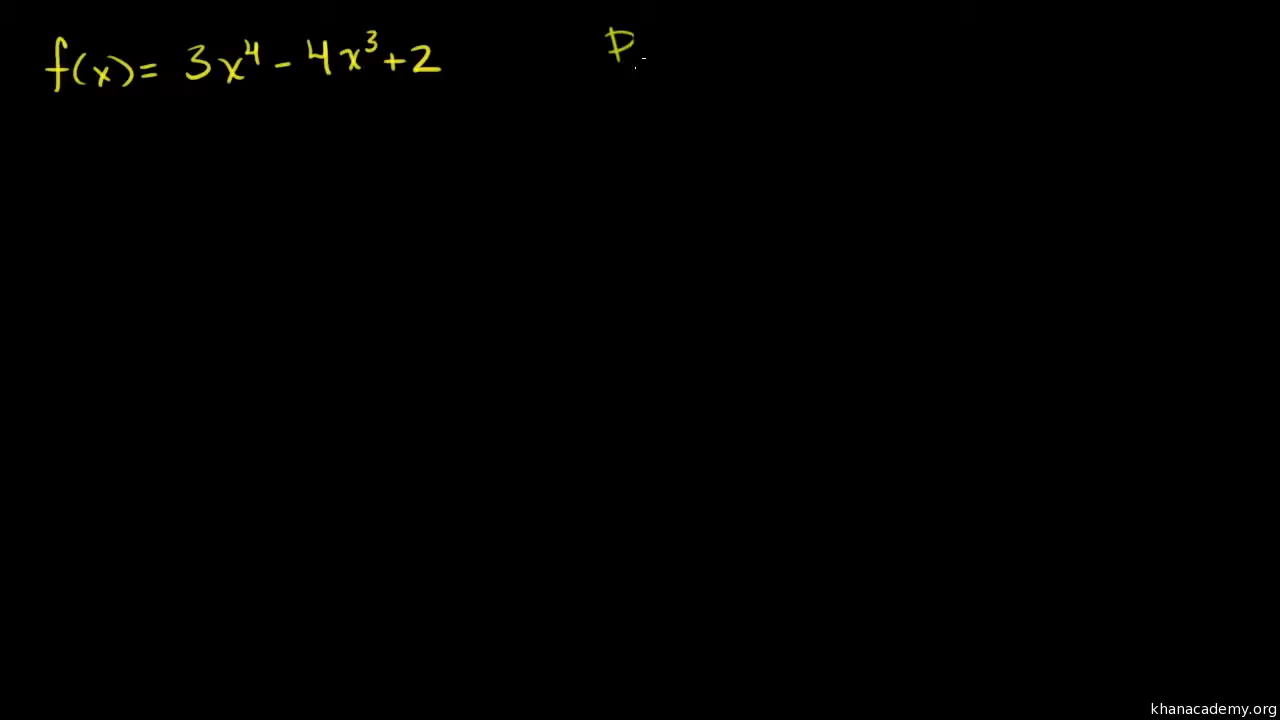 f(x) = 3x⁴ - 4x³ + 2
P
khanacademy.org